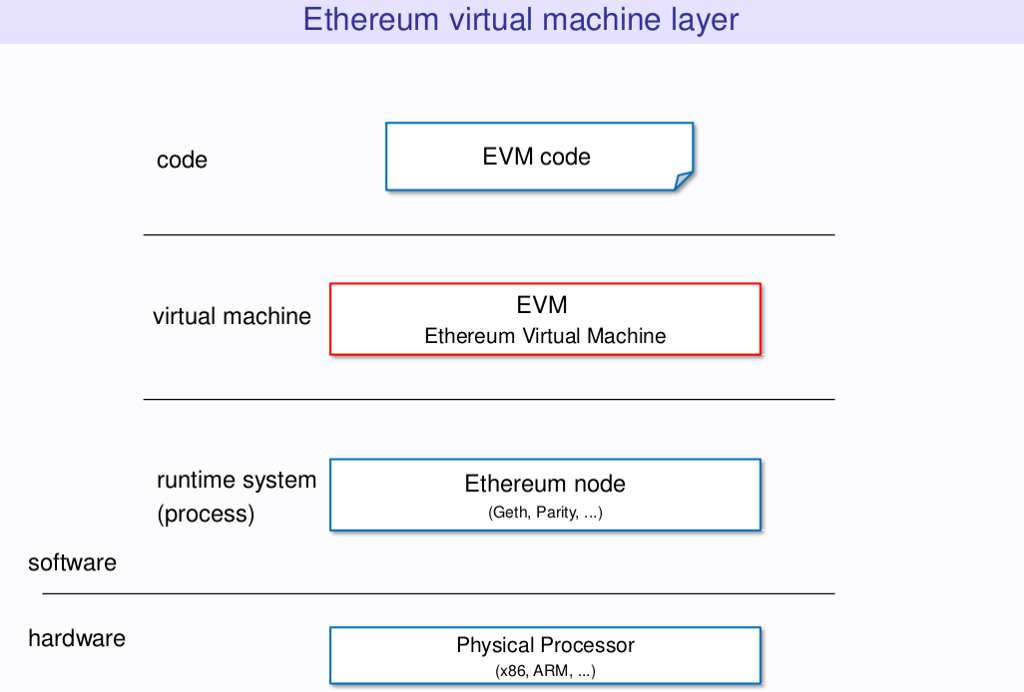 Ethereum virtual machine layer
code
EVM code
virtual machine
EVM
Ethereum Virtual Machine
runtime system
(process)
Ethereum node
(Geth, Parity, ...)
software
hardware
Physical Processor
(x86, ARM, ...)